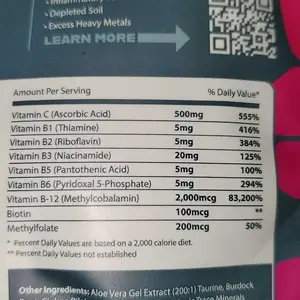 • Depleted Soil
• Excess Heavy Metals
LEARN MORE
Amount Per Serving % Daily Value*
Vitamin C (Ascorbic Acid) 500mg 555%
Vitamin B1 (Thiamine) 5mg 416%
Vitamin B2 (Riboflavin) 5mg 384%
Vitamin B3 (Niacinamide) 20mg 125%
Vitamin B5 (Pantothenic Acid) 5mg 100%
Vitamin B6 (Pyridoxal 5-Phosphate) 5mg 294%
Vitamin B-12 (Methylcobalamin) 2,000mcg 83,200%
Biotin 100mcg **
Methylfolate 200mcg 50%
* Percent Daily Values are based on a 2,000 calorie diet.
** Percent Daily Values not established
Other Ingredients: Aloe Vera Gel Extract (200:1) Taurine, Burdock
Trace Minerals